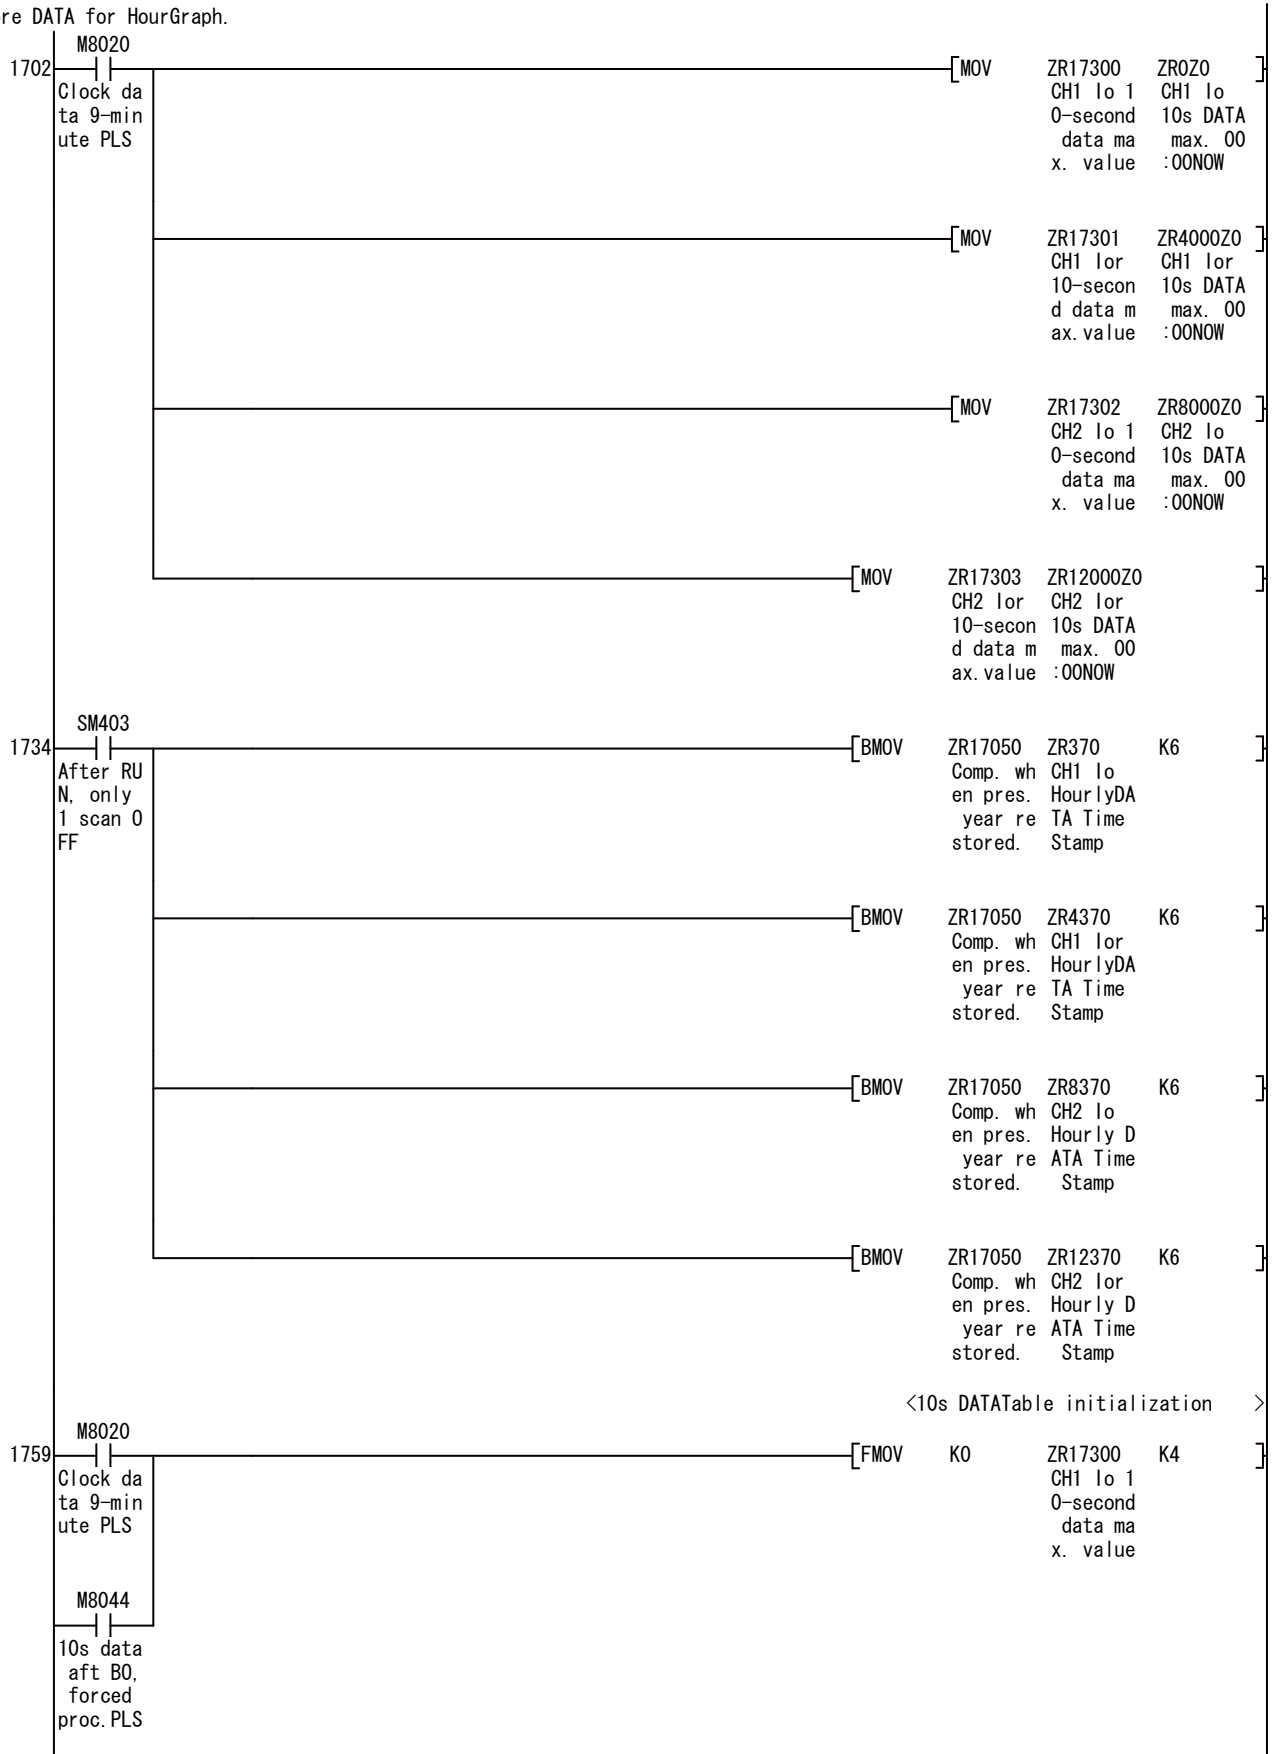 re DATA for HourGraph.
M8020
1702 [MOV ZR17300 ZR0Z0 ]
Clock da CH1 Io 1 CH1 Io
ta 9-min 0-second 10s DATA
ute PLS data ma max. 00
x. value :00NOW
[MOV ZR17301 ZR4000Z0 ]
CH1 Ior CH1 Ior
10-secon 10s DATA
d data m max. 00
ax.value :00NOW
[MOV ZR17302 ZR8000Z0 ]
CH2 Io 1 CH2 Io
0-second 10s DATA
data ma max. 00
x. value :00NOW
[MOV ZR17303 ZR12000Z0 ]
CH2 Ior CH2 Ior
10-secon 10s DATA
d data m max. 00
ax.value :00NOW
SM403
1734 [BMOV ZR17050 ZR370 K6 ]
After RU Comp. wh CH1 Io
N, only en pres. HourlyDA
1 scan O year re TA Time
FF stored. Stamp
[BMOV ZR17050 ZR4370 K6 ]
Comp. wh CH1 Ior
en pres. HourlyDA
year re TA Time
stored. Stamp
[BMOV ZR17050 ZR8370 K6 ]
Comp. wh CH2 Io
en pres. Hourly D
year re ATA Time
stored. Stamp
[BMOV ZR17050 ZR12370 K6 ]
Comp. wh CH2 Ior
en pres. Hourly D
year re ATA Time
stored. Stamp
<10s DATATable initialization >
M8020
1759 [FMOV K0 ZR17300 K4 ]
Clock da CH1 Io 1
ta 9-min 0-second
ute PLS data ma
x. value
M8044
10s data
aft BO,
forced
proc.PLS